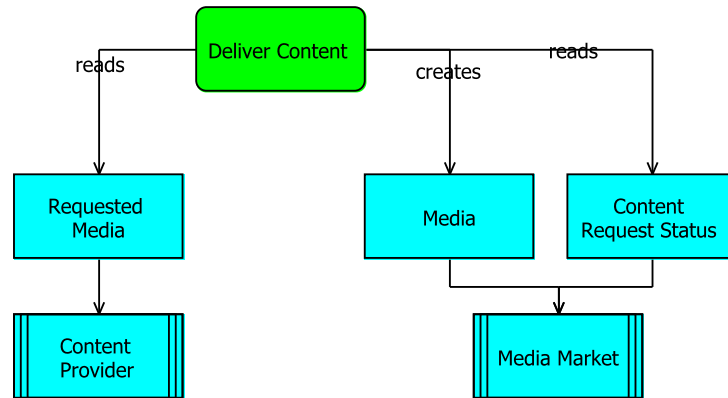 Deliver Content
reads
creates
reads
Requested
Media
Media
Content
Request Status
Content
Provider
Media Market